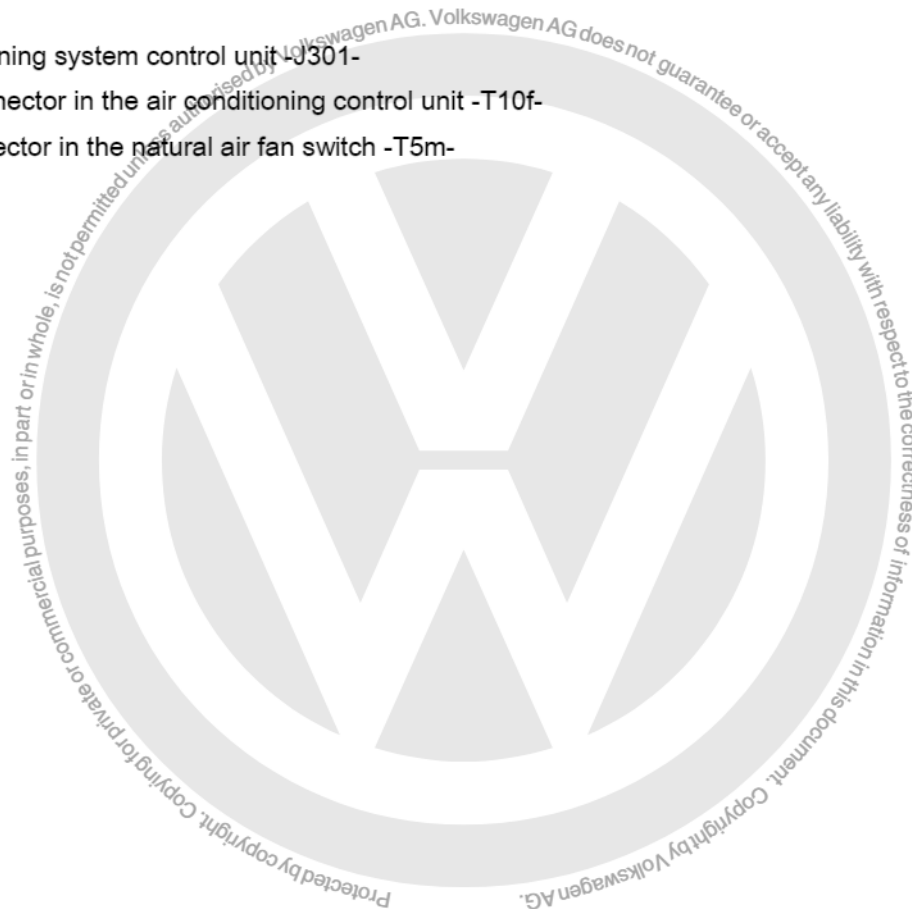 ning system control unit -J301-
nector in the air conditioning control unit -T10f-
ector in the natural air fan switch -T5m-
Protected by copyright. Copying for private or commercial purposes, in part or in whole, is not permitted unless authorised by Volkswagen AG. Volkswagen AG does not guarantee or accept any liability with respect to the correctness of information in this document. Copyright by Volkswagen AG.